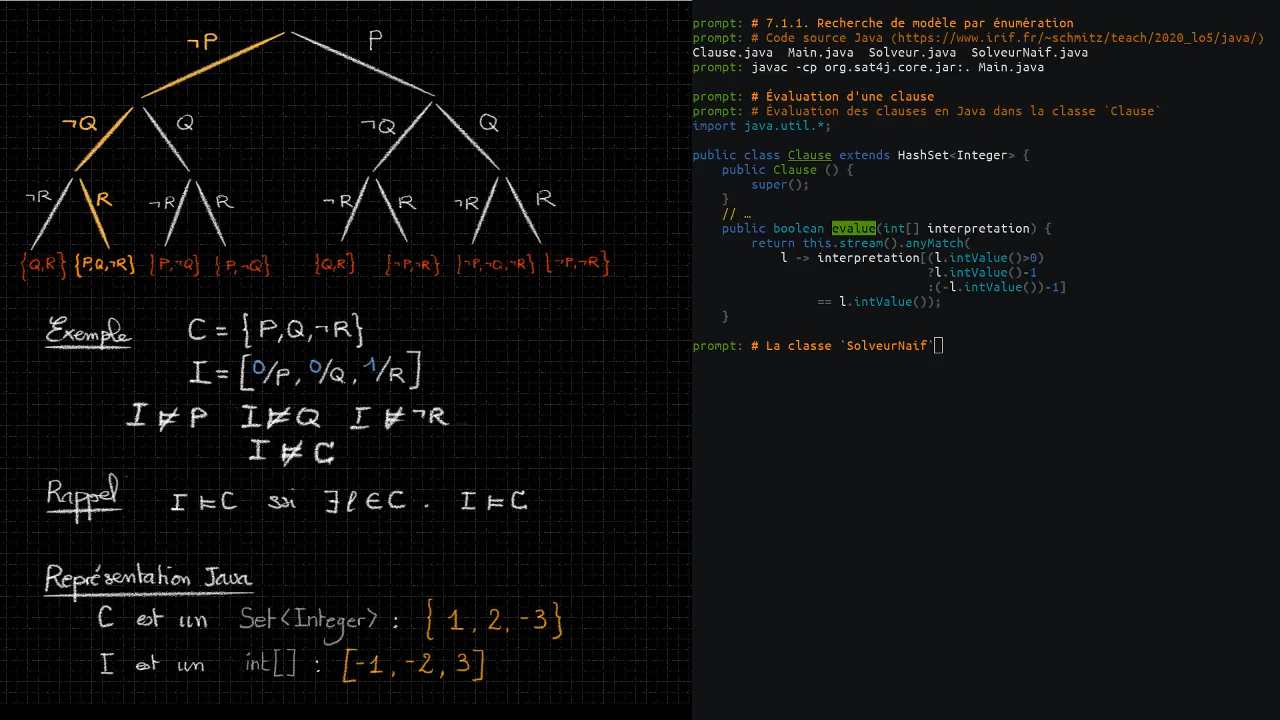 ¬P P
¬Q Q ¬Q Q
¬R R ¬R R ¬R R ¬R R
{Q,R} {P,Q,¬R} {P,¬Q} {P,¬Q} {Q,R} {¬P,¬R} {¬P,¬Q,¬R} {¬P,¬R}
Exemple C = {P,Q,¬R}
I = [0/P, 0/Q, 1/R]
I ⊭ P I ⊭ Q I ⊭ ¬R
I ⊭ C
Rappel I ⊨ C ssi ∃ℓ ∈ C . I ⊨ C
Représentation Java
C est un Set<Integer> : {1, 2, -3}
I est un int[] : [-1, -2, 3]
prompt: # 7.1.1. Recherche de modèle par énumération
prompt: # Code source Java (https://www.irif.fr/~schmitz/teach/2020_lo5/java/)
Clause.java Main.java Solveur.java SolveurNaif.java
prompt: javac -cp org.sat4j.core.jar:. Main.java
prompt: # Évaluation d'une clause
prompt: # Évaluation des clauses en Java dans la classe `Clause`
import java.util.*;
public class Clause extends HashSet<Integer> {
public Clause () {
super();
}
// …
public boolean evalue(int[] interpretation) {
return this.stream().anyMatch(
l -> interpretation[(l.intValue()>0)
?l.intValue()-1
:(-l.intValue())-1]
== l.intValue());
}
prompt: # La classe `SolveurNaif`